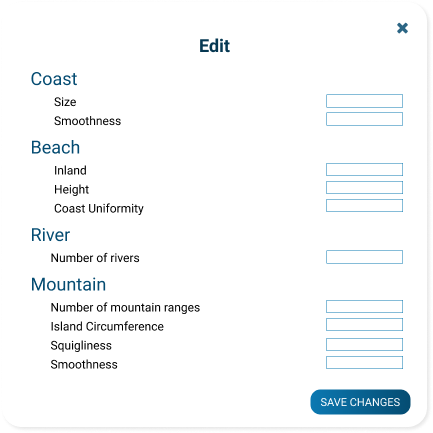 Edit
Coast
Size
Smoothness
Beach
Inland
Height
Coast Uniformity
River
Number of rivers
Mountain
Number of mountain ranges
Island Circumference
Squigliness
Smoothness
SAVE CHANGES